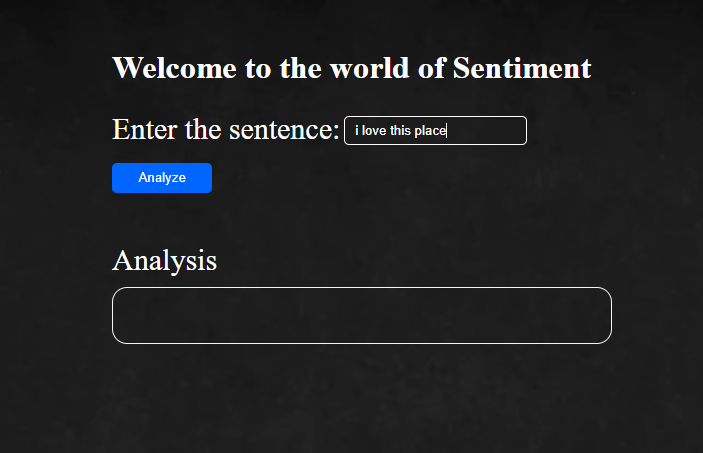 Welcome to the world of Sentiment
Enter the sentence: i love this place
Analyze
Analysis